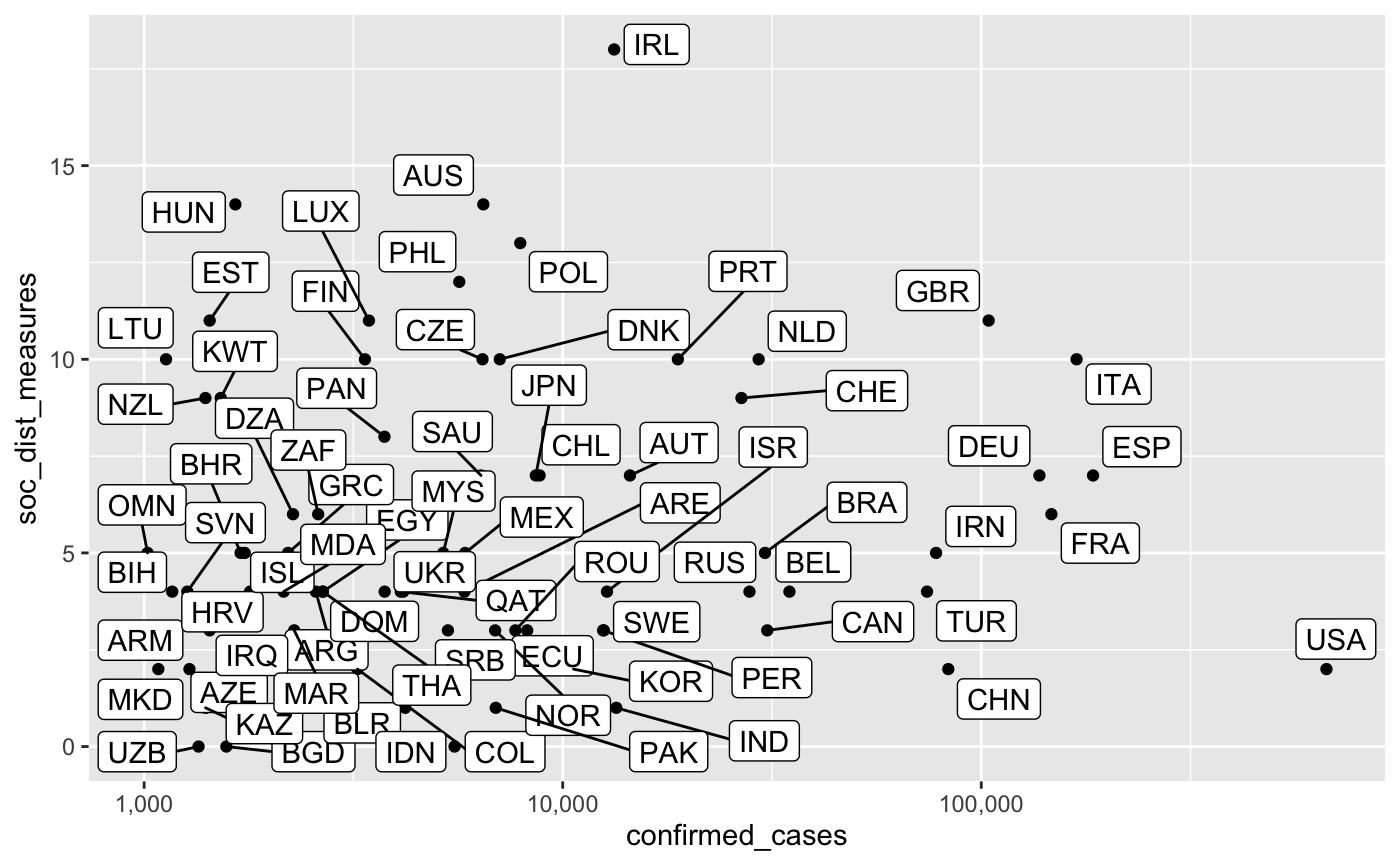 IRL
15
AUS
HUN
LUX
PHL
EST
POL
PRT
FIN
GBR
LTU
CZE
DNK
NLD
KWT
10
JPN
ITA
PAN
CHE
NZL
DZA
SAU
CHL
AUT
ISR
DEU
ESP
ZAF
BHR
GRC
MYS
OMN
ARE
BRA
SVN
EGY
MEX
IRN
MDA
FRA
5
BIH
ISL
UKR
ROU
RUS
BEL
QAT
HRV
DOM
SWE
CAN
TUR
ARM
USA
IRQ
ARG
SRB
ECU
AZE
MAR
THA
KOR
PER
MKD
CHN
KAZ
BLR
NOR
IND
0
UZB
BGD
IDN
COL
PAK
soc_dist_measures
1,000
10,000
100,000
confirmed_cases